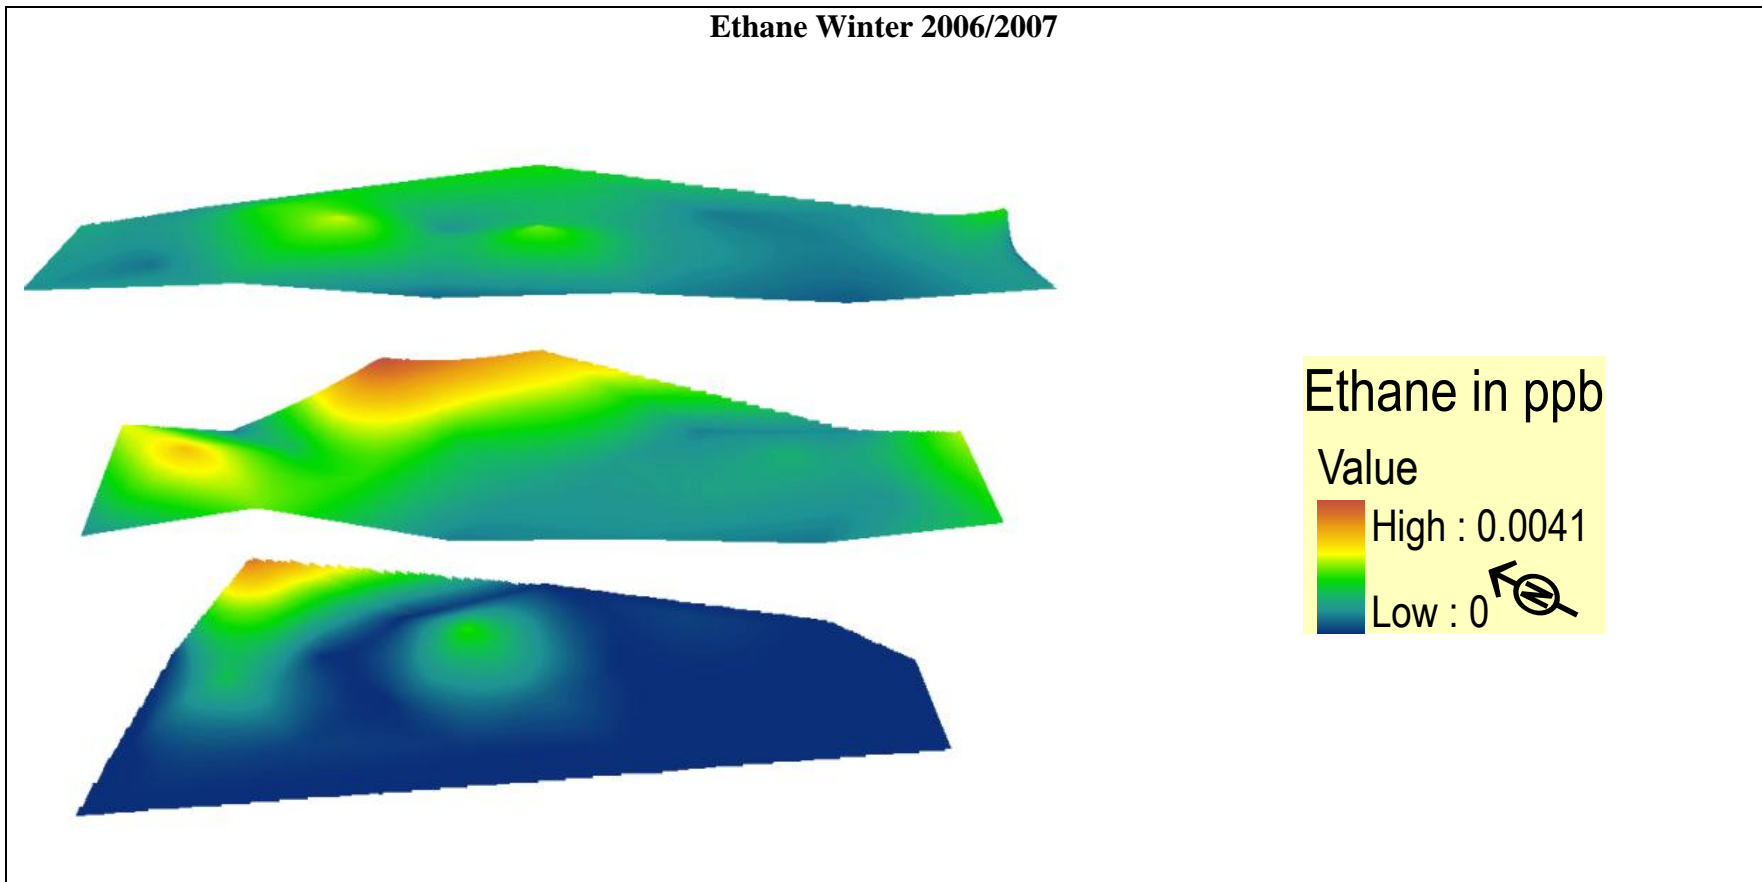 Ethane Winter 2006/2007
Ethane in ppb
Value
High : 0.0041
N
Low : 0